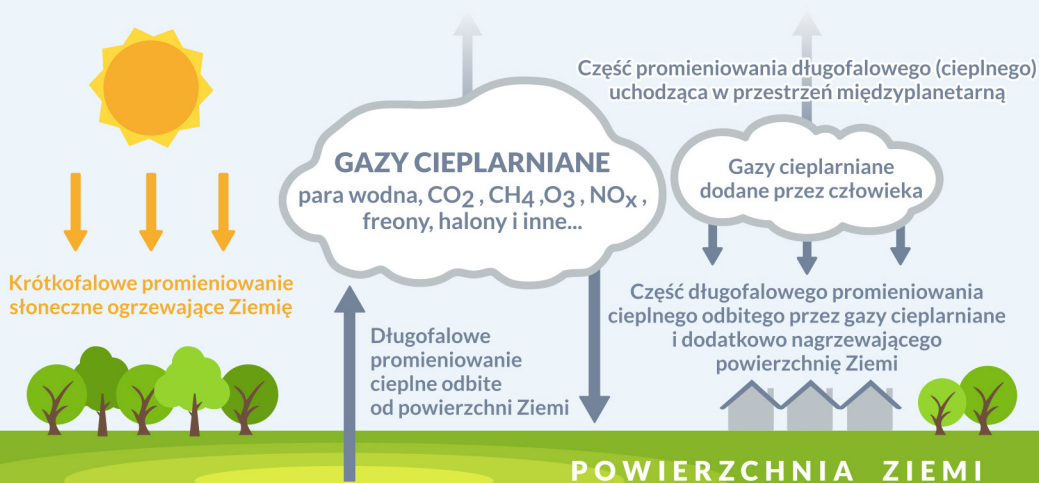 Część promieniowania długofalowego (cieplnego)
uchodząca w przestrzeń międzyplanetarną
GAZY CIEPLARNIANE
para wodna, CO2 , CH4 ,O3 , NOx ,
freony, halony i inne...
Gazy cieplarniane
dodane przez człowieka
Krótkofalowe promieniowanie
słoneczne ogrzewające Ziemię
Długofalowe
promieniowanie
cieplne odbite
od powierzchni Ziemi
Część długofalowego promieniowania
cieplnego odbitego przez gazy cieplarniane
i dodatkowo nagrzewającego
powierzchnię Ziemi
POWIERZCHNIA ZIEMI